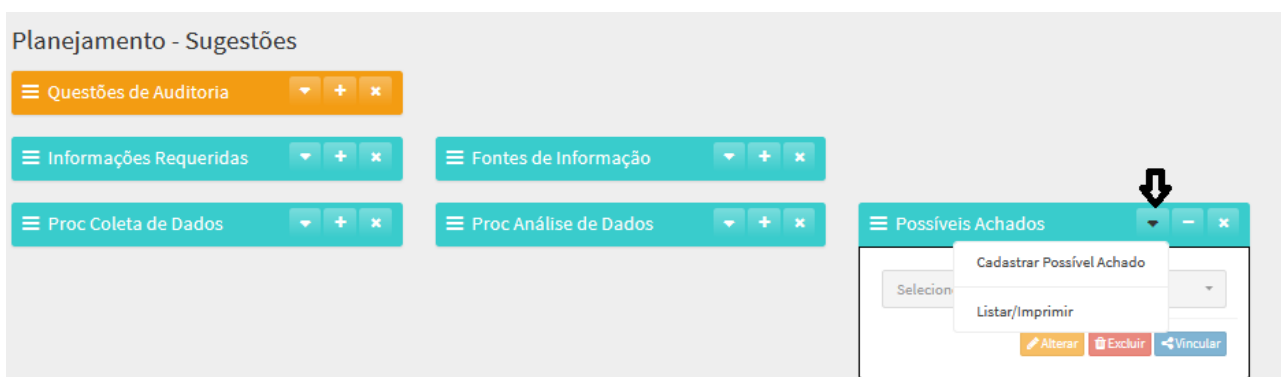 Planejamento - Sugestões
Questões de Auditoria
Informações Requeridas
Fontes de Informação
Proc Coleta de Dados
Proc Análise de Dados
Possíveis Achados
Cadastrar Possível Achado
Selecion
Listar/Imprimir
Alterar Excluir Vincular